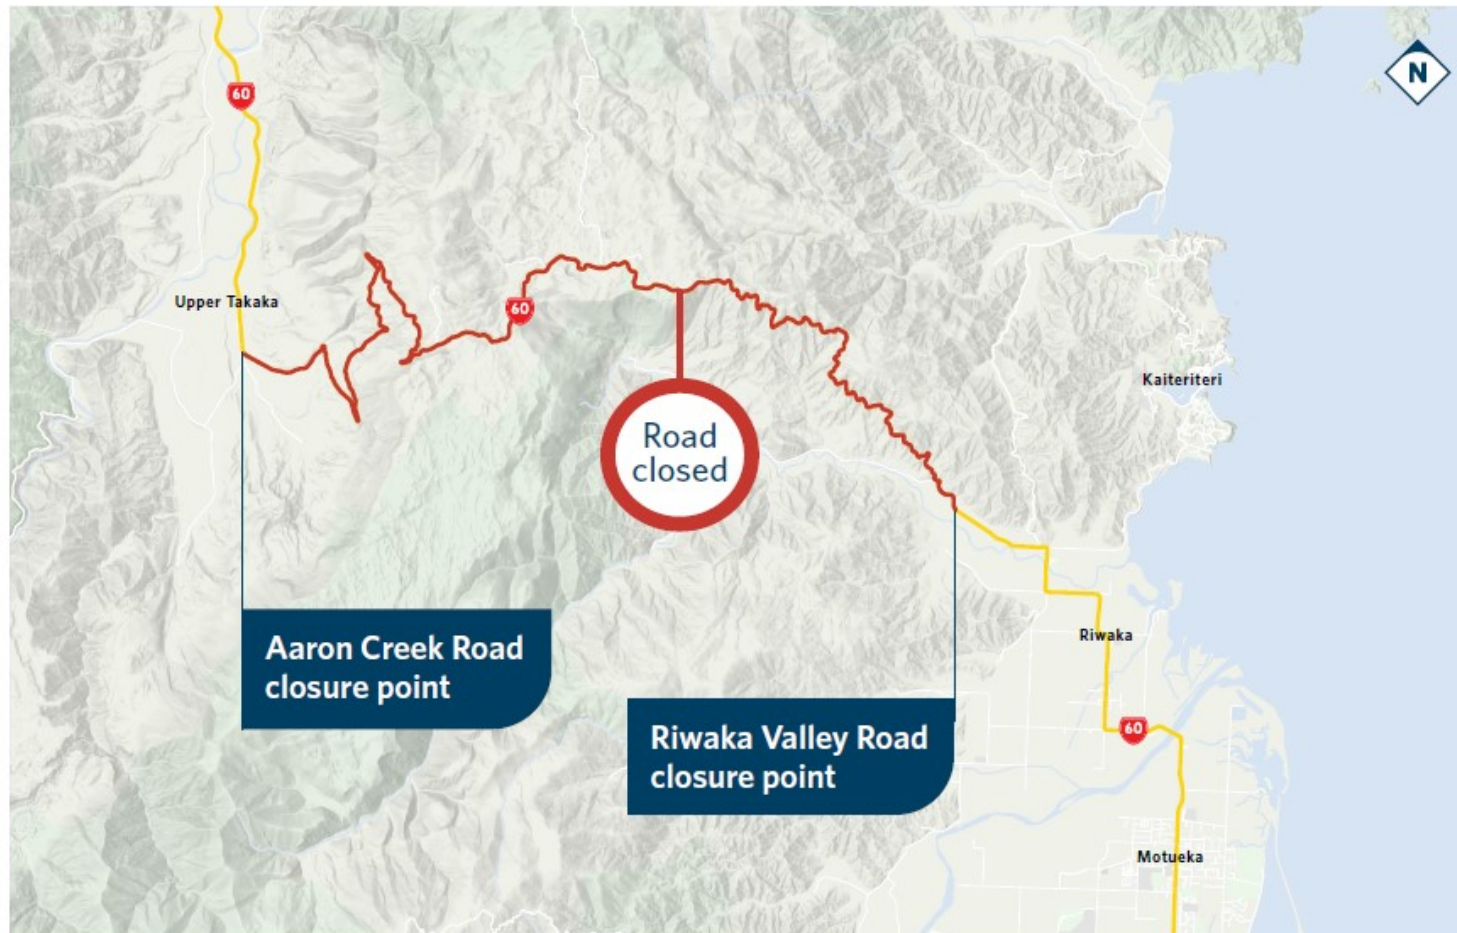 N
60
Upper Takaka
60
Kaiteriteri
Road
closed
Aaron Creek Road
closure point
Riwaka
Riwaka Valley Road
closure point
60
Motueka